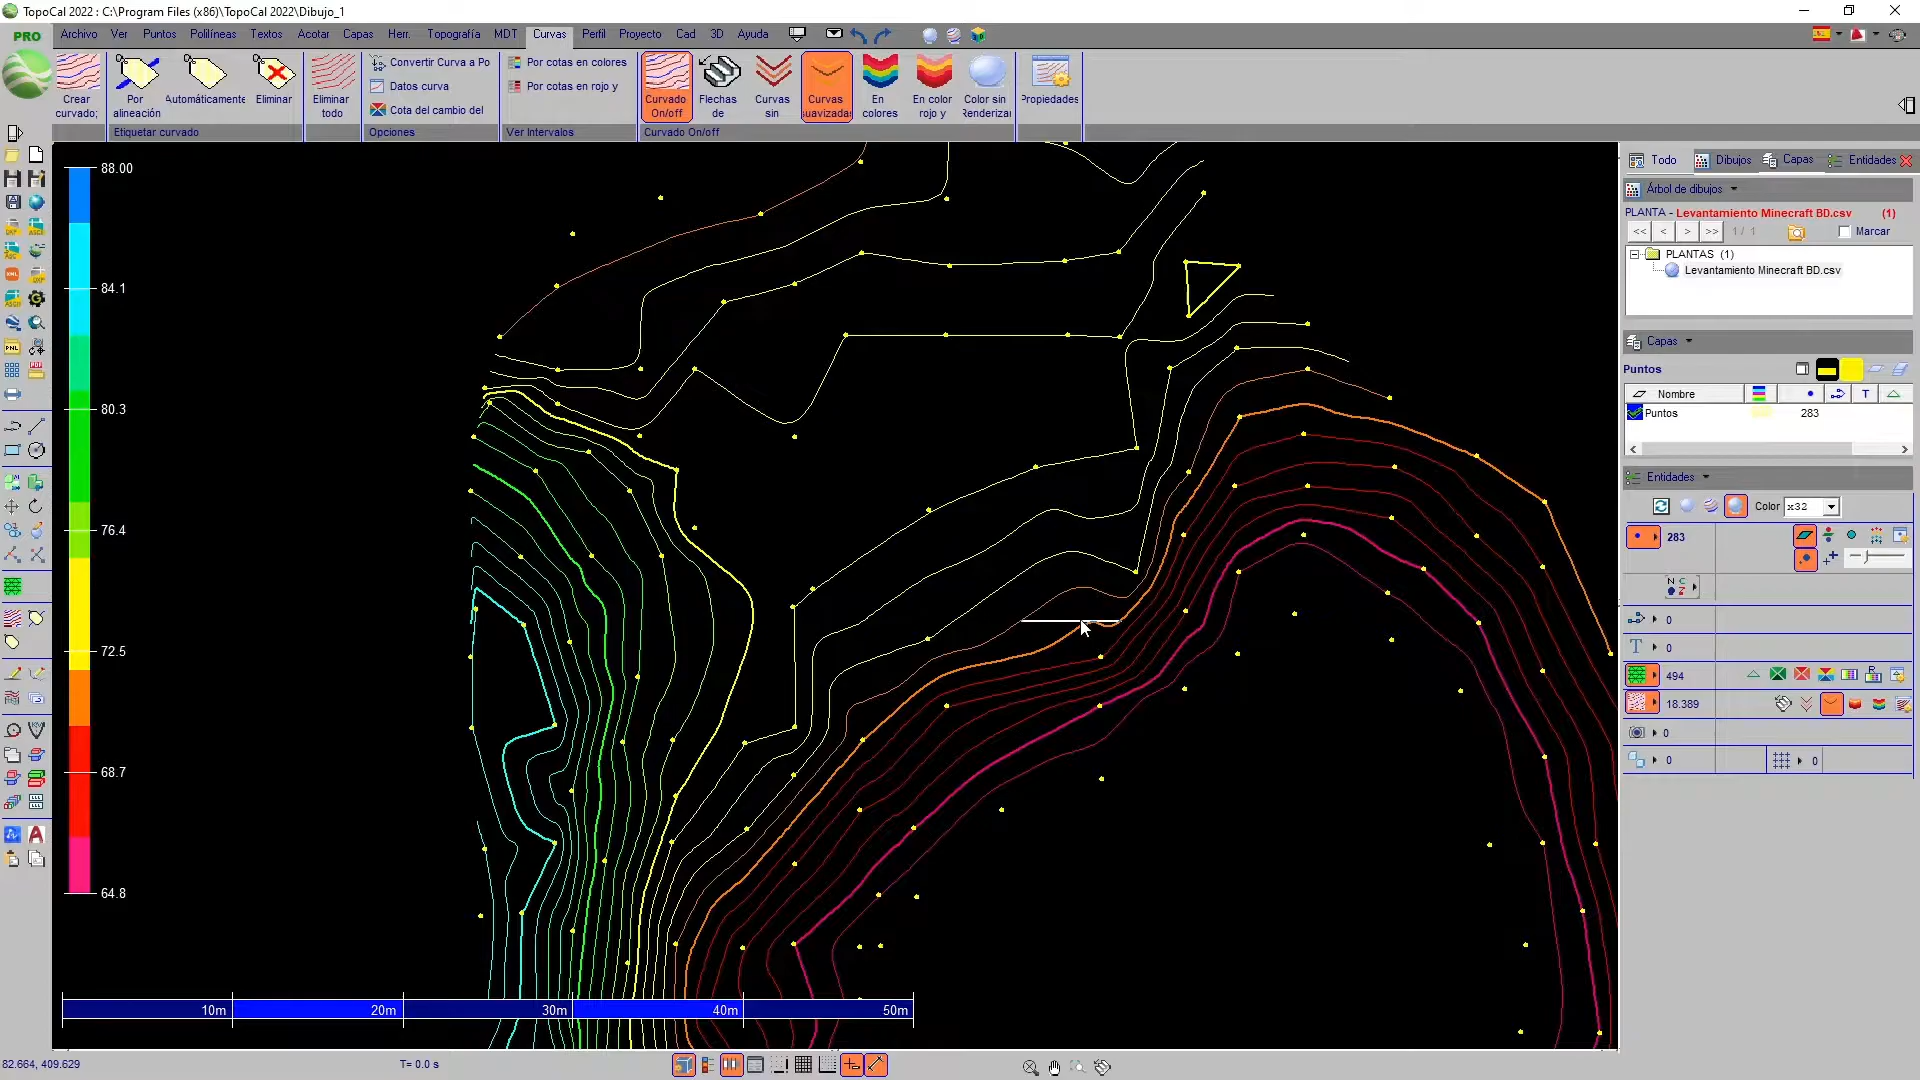 TopoCal 2022 : C:\Program Files (x86)\TopoCal 2022\Dibujo_1
PRO
Archivo Ver Puntos Polilíneas Textos Acotar Capas Herr. Topografía MDT Curvas Perfil Proyecto Cad 3D Ayuda
Crear curvado;
Por alineación
Automáticamente
Eliminar
Etiquetar curvado
Eliminar todo
Convertir Curva a Po
Datos curva
Cota del cambio del
Opciones
Por cotas en colores
Por cotas en rojo y
Ver Intervalos
Curvado On/off
Flechas de
Curvas sin
Curvas suavizadas
En colores
En color rojo y
Color sin Renderizar
Curvado On/off
Propiedades
88.00
84.1
80.3
76.4
72.5
68.7
64.8
10m 20m 30m 40m 50m
Todo Dibujos Capas Entidades
Árbol de dibujos
PLANTA - Levantamiento Minecraft BD.csv (1)
<< < > >> 1 / 1 Marcar
PLANTAS (1)
Levantamiento Minecraft BD.csv
Capas
Puntos
Nombre T
Puntos 283
Entidades
Color x32
283
N C
Z
0
T 0
494
18.389
0
0 0
82.664, 409.629
T= 0.0 s